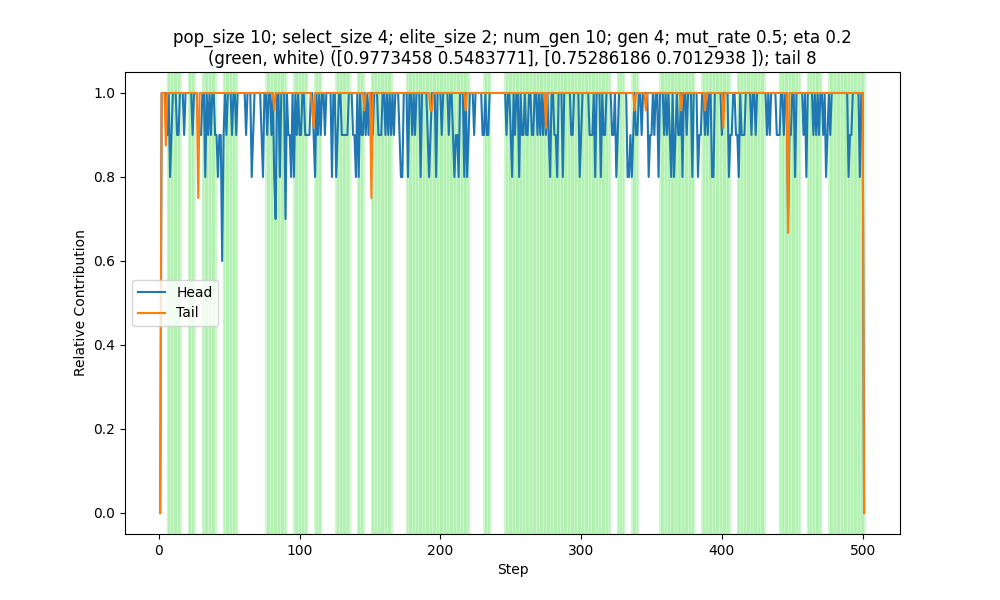 pop_size 10; select_size 4; elite_size 2; num_gen 10; gen 4; mut_rate 0.5; eta 0.2
(green, white) ([0.9773458 0.5483771], [0.75286186 0.7012938 ]); tail 8
1.0
0.8
0.6
0.4
0.2
0.0
Relative Contribution
Head
Tail
0 100 200 300 400 500
Step